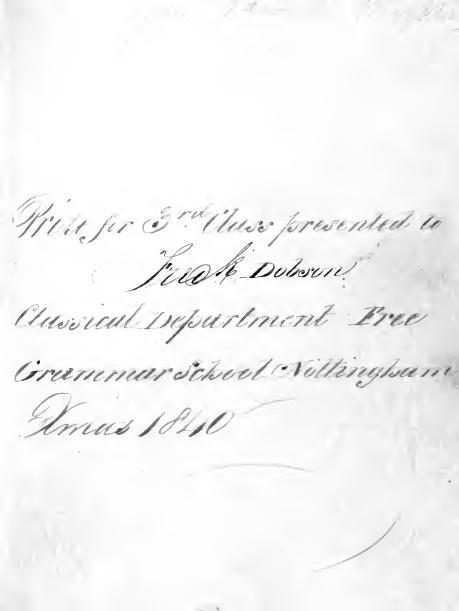 Prize for 3rd Class presented to
Fredk Dobson
Classical Department Free
Grammar School Nottingham
Xmas 1840